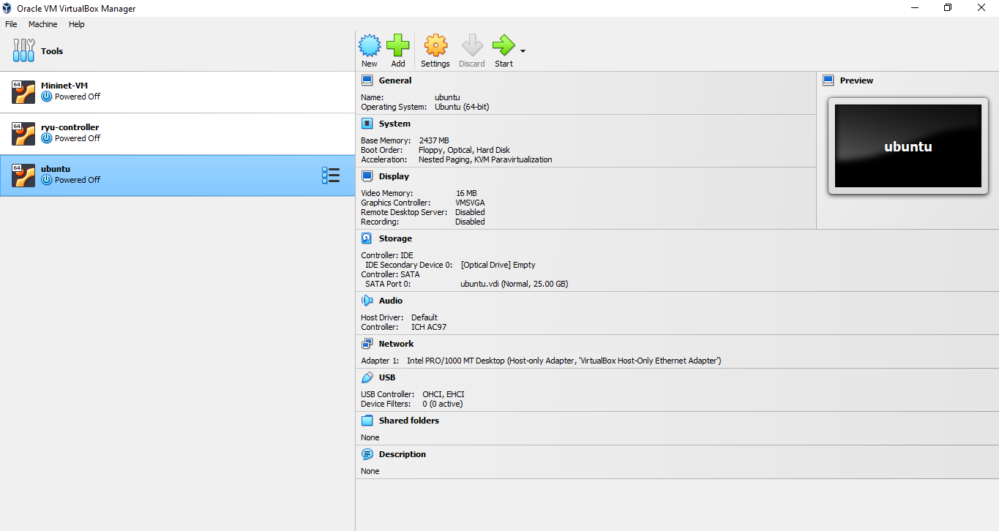 Oracle VM VirtualBox Manager
File Machine Help
Tools
64
Mininet-VM
Powered Off
64
ryu-controller
Powered Off
64
ubuntu
Powered Off
New Add Settings Discard Start
General
Name: ubuntu
Operating System: Ubuntu (64-bit)
System
Base Memory: 2437 MB
Boot Order: Floppy, Optical, Hard Disk
Acceleration: Nested Paging, KVM Paravirtualization
Display
Video Memory: 16 MB
Graphics Controller: VMSVGA
Remote Desktop Server: Disabled
Recording: Disabled
Preview
ubuntu
Storage
Controller: IDE
IDE Secondary Device 0: [Optical Drive] Empty
Controller: SATA
SATA Port 0: ubuntu.vdi (Normal, 25.00 GB)
Audio
Host Driver: Default
Controller: ICH AC97
Network
Adapter 1: Intel PRO/1000 MT Desktop (Host-only Adapter, 'VirtualBox Host-Only Ethernet Adapter')
USB
USB Controller: OHCI, EHCI
Device Filters: 0 (0 active)
Shared folders
None
Description
None